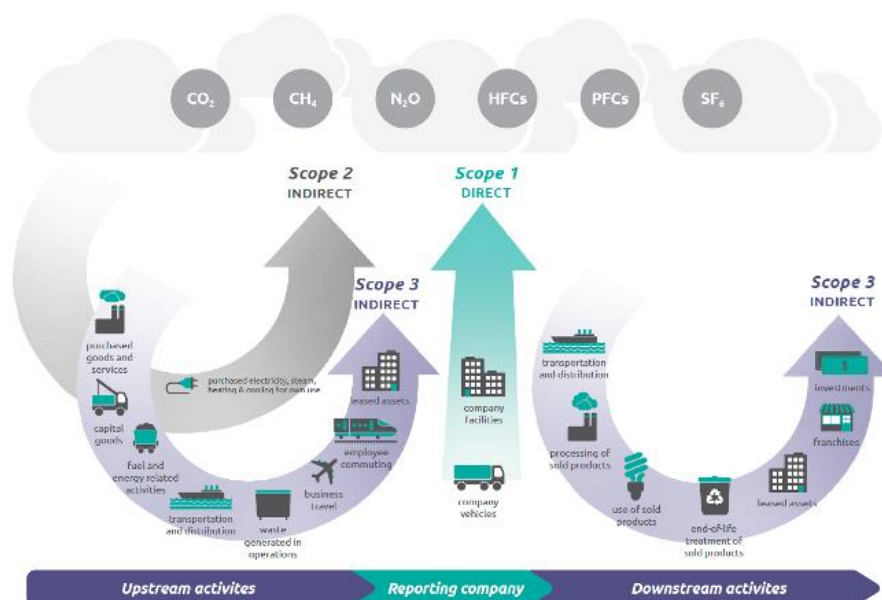 CO₂
CH₄
N₂O
HFCs
PFCs
SF₆
Scope 2
INDIRECT
Scope 1
DIRECT
Scope 3
INDIRECT
Scope 3
INDIRECT
purchased
goods and
services
capital
goods
fuel and
energy related
activities
transportation
and distribution
waste
generated in
operations
business
travel
employee
commuting
leased assets
purchased electricity, steam,
heating & cooling for own use
company
facilities
company
vehicles
transportation
and distribution
processing of
sold products
use of sold
products
end-of-life
treatment of
sold products
leased assets
franchises
investments
$
Upstream activites
Reporting company
Downstream activites